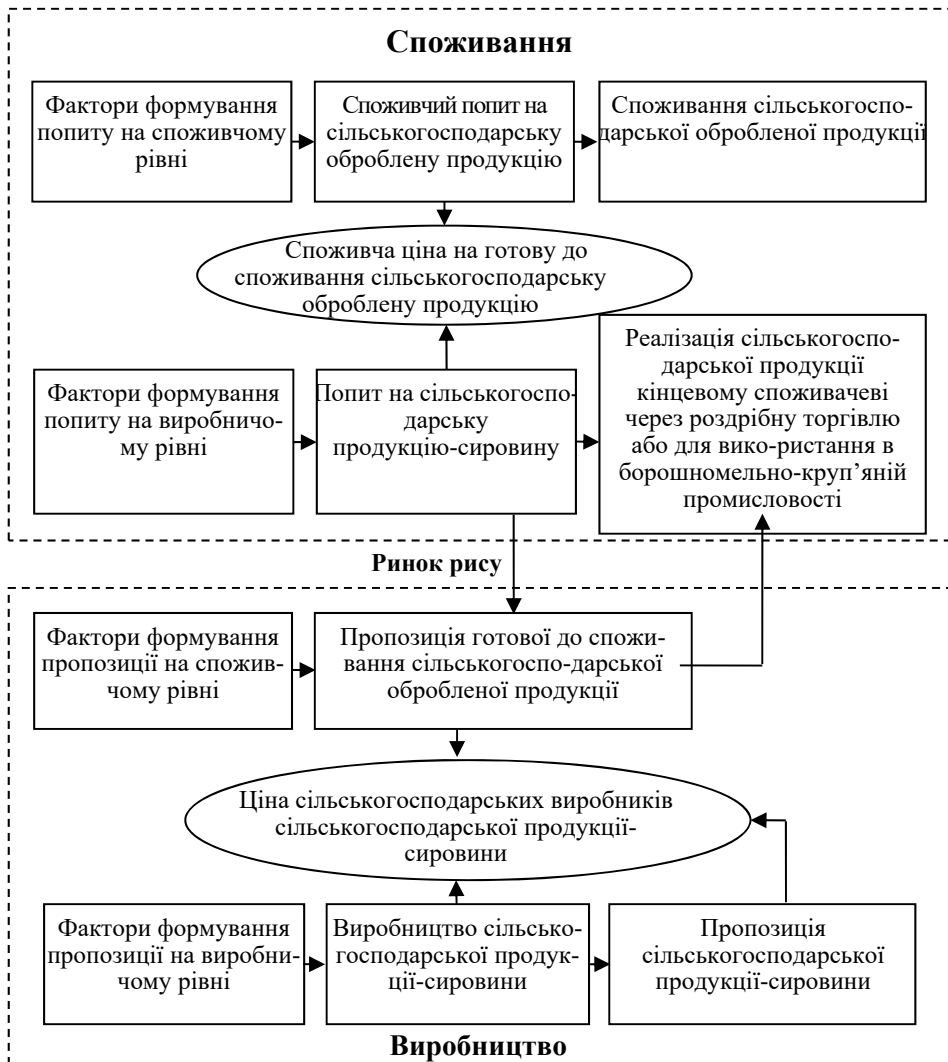 Споживання
Фактори формування
попиту на споживчому
рівні
Споживчий попит на
сільськогосподарську
оброблену продукцію
Споживання сільськогоспо-
дарської обробленої продукції
Споживча ціна на готову до
споживання сільськогосподарську
оброблену продукцію
Фактори формування
попиту на виробничо-
му рівні
Попит на сільськогоспо-
дарську
продукцію-сировину
Реалізація сільськогоспо-
дарської продукції
кінцевому споживачеві
через роздрібну торгівлю
або для вико-ристання в
борошномельно-круп’яній
промисловості
Ринок рису
Фактори формування
пропозиції на спожив-
чому рівні
Пропозиція готової до спожи-
вання сільськогоспо-дарської
обробленої продукції
Ціна сільськогосподарських виробників
сільськогосподарської продукції-
сировини
Фактори формування
пропозиції на виробни-
чому рівні
Виробництво сільсько-
господарської продук-
ції-сировини
Пропозиція
сільськогосподарської
продукції-сировини
Виробництво